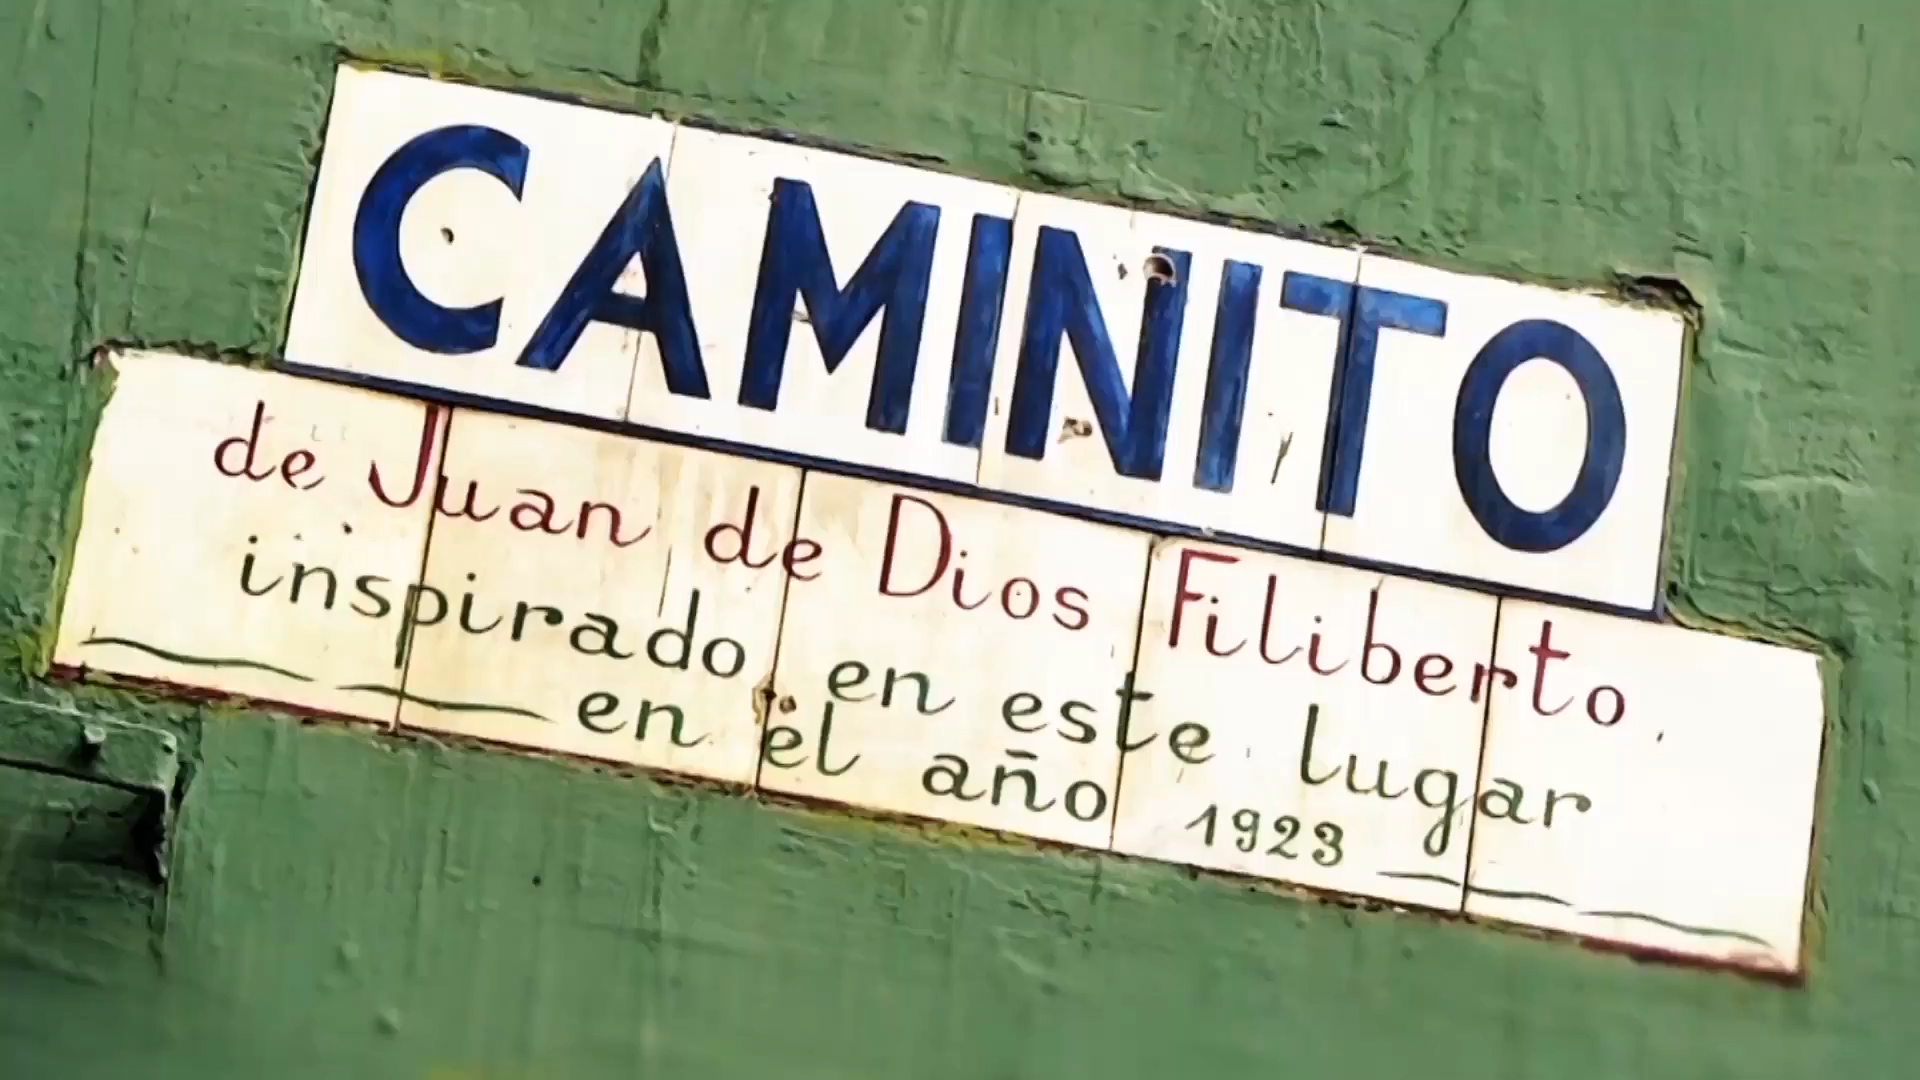 CAMINITO
de Juan de Dios Filiberto.
inspirado en este lugar
en el año 1923